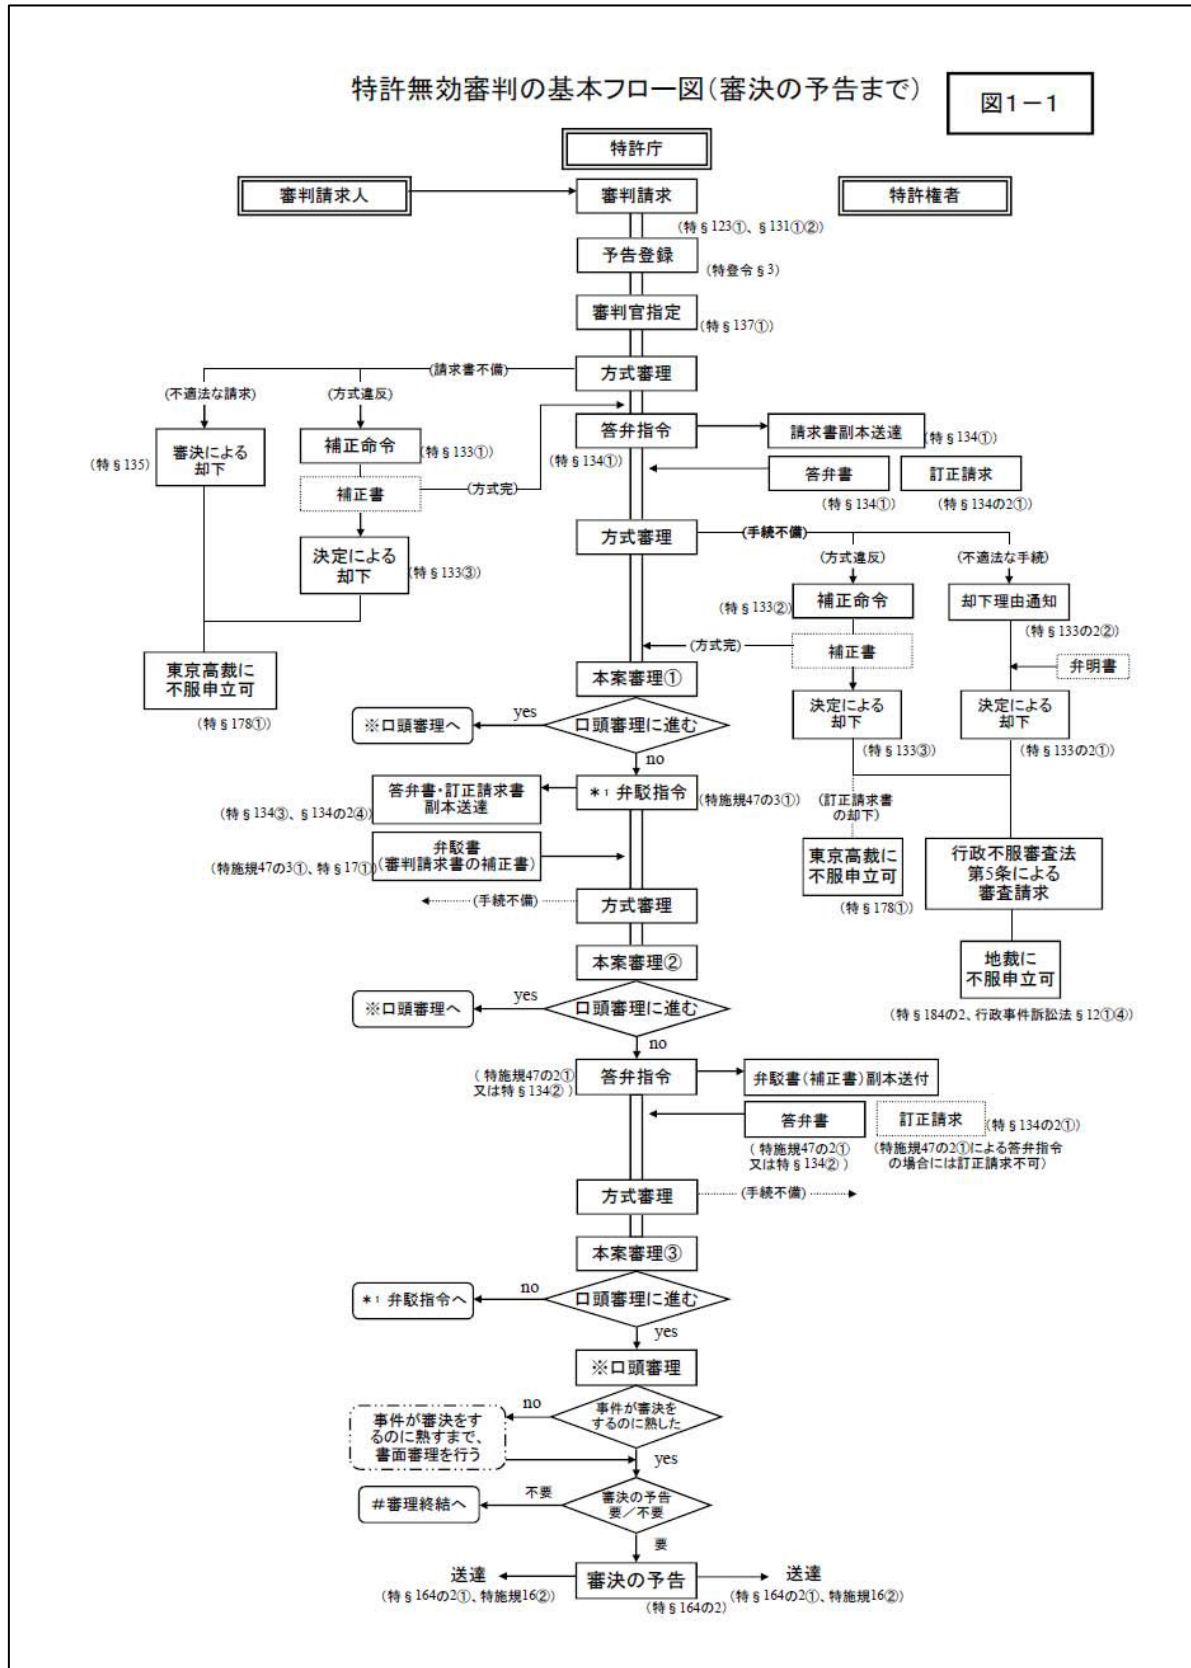 特許無効審判の基本フロー図(審決の予告まで)
図1-1
特許庁
審判請求人
審判請求
特許権者
(特§123①、§131①②)
予告登録
(特登令§3)
審判官指定
(特§137①)
(請求書不備)
方式審理
(不適法な請求)
(方式違反)
答弁指令
請求書副本送達
(特§134①)
審決による
却下
(特§135)
補正命令
(特§133①)
(特§134①)
補正書
(方式完)
答弁書
訂正請求
(特§134①)
(特§134の2①)
方式審理
(手続不備)
決定による
却下
(特§133③)
(方式違反)
(不適法な手続)
(特§133②)
補正命令
却下理由通知
(特§133の2②)
(方式完)
補正書
弁明書
東京高裁に
不服申立可
(特§178①)
本案審理①
決定による
却下
決定による
却下
※口頭審理へ
yes
口頭審理に進む
(特§133③)
(特§133の2①)
no
答弁書・訂正請求書
副本送達
(特§134③、§134の2④)
*1 弁駁指令
(特施規47の3①)
(訂正請求書
の却下)
弁駁書
(審判請求書の補正書)
(特施規47の3①、特§17①)
東京高裁に
不服申立可
(特§178①)
行政不服審査法
第5条による
審査請求
(手続不備)
方式審理
本案審理②
地裁に
不服申立可
(特§184の2、行政事件訴訟法§12①④)
※口頭審理へ
yes
口頭審理に進む
no
(特施規47の2①
又は特§134②)
答弁指令
弁駁書(補正書)副本送付
答弁書
訂正請求
(特§134の2①)
(特施規47の2①
又は特§134②)
(特施規47の2①による答弁指令
の場合には訂正請求不可)
方式審理
(手続不備)
本案審理③
*1 弁駁指令へ
no
口頭審理に進む
yes
※口頭審理
no
事件が審決を
するのに熟した
事件が審決をす
るのに熟すまで、
書面審理を行う
yes
#審理終結へ
不要
審決の予告
要/不要
要
送達
審決の予告
送達
(特§164の2①、特施規16②)
(特§164の2)
(特§164の2①、特施規16②)